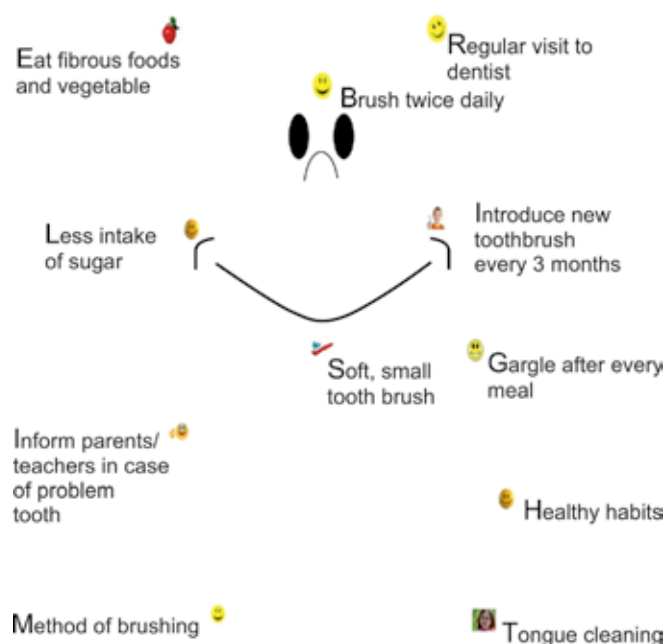 Eat fibrous foods
and vegetable
Regular visit to
dentist
Brush twice daily
Less intake
of sugar
Introduce new
toothbrush
every 3 months
Soft, small
tooth brush
Gargle after every
meal
Inform parents/
teachers in case
of problem
tooth
Healthy habits
Method of brushing
Tongue cleaning